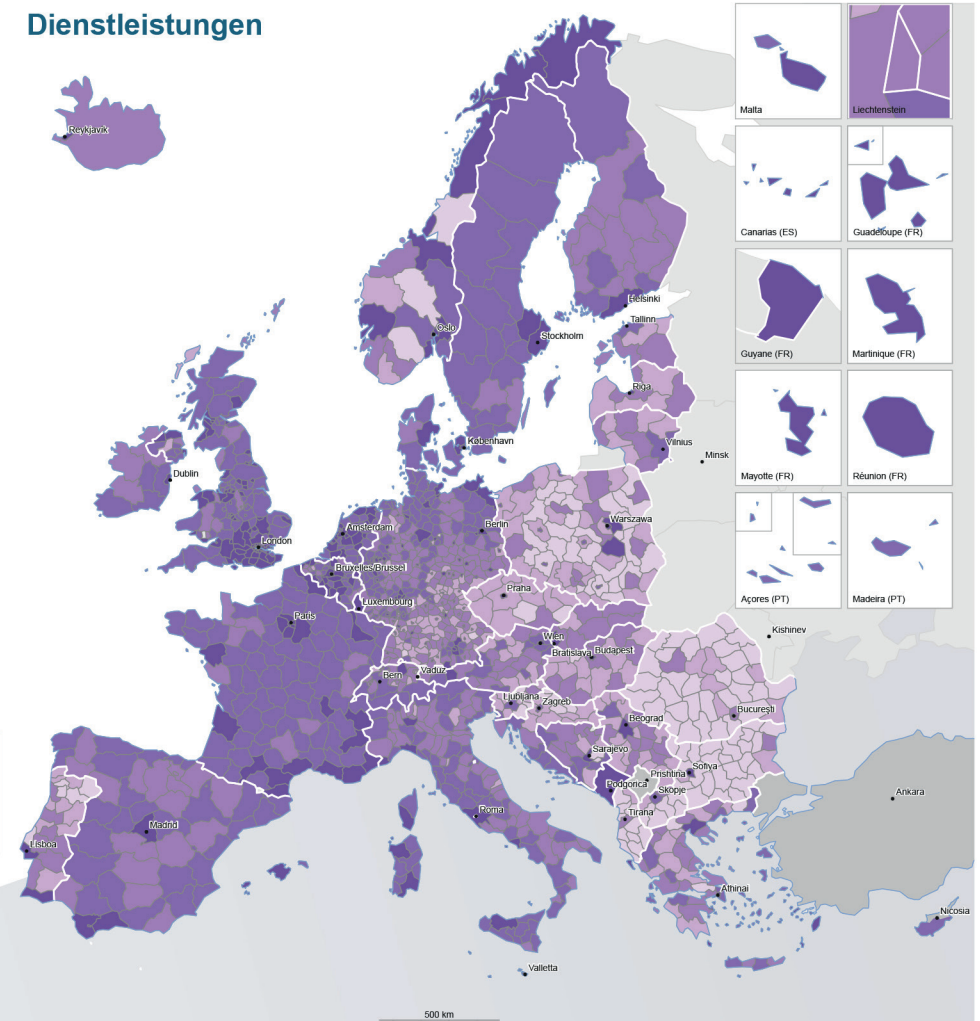 Dienstleistungen
Malta
Liechtenstein
Reykjavik
Canarias (ES)
Guadeloupe (FR)
Helsinki
Tallinn
Oslo
Stockholm
Guyane (FR)
Martinique (FR)
Riga
København
Vilnius
Minsk
Dublin
Mayotte (FR)
Réunion (FR)
Amsterdam
Berlin
Warszawa
London
Bruxelles/Brussel
Praha
Luxembourg
Açores (PT)
Madeira (PT)
Paris
Kishinev
Wien
Bratislava
Budapest
Bern
Vaduz
Ljubljana
Zagreb
București
Beograd
Sarajevo
Prishtina
Sofiya
Podgorica
Skopje
Ankara
Roma
Tirana
Madrid
Lisboa
Athinai
Nicosia
Valletta
500 km